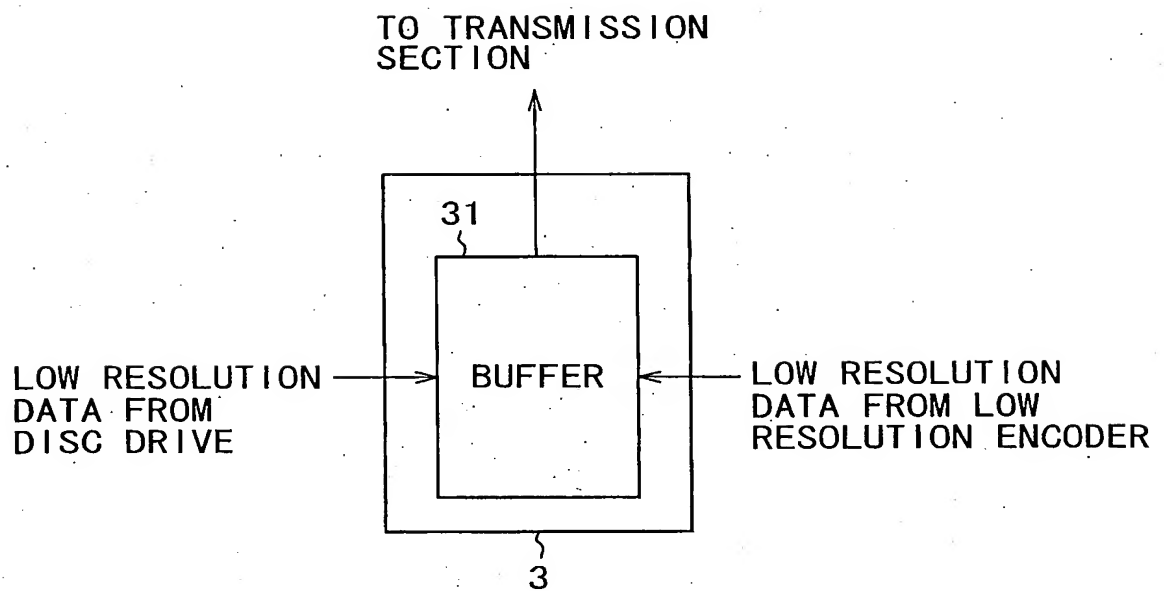 TO TRANSMISSION
SECTION
31
LOW RESOLUTION
DATA FROM
DISC DRIVE
BUFFER
LOW RESOLUTION
DATA FROM LOW
RESOLUTION ENCODER
3